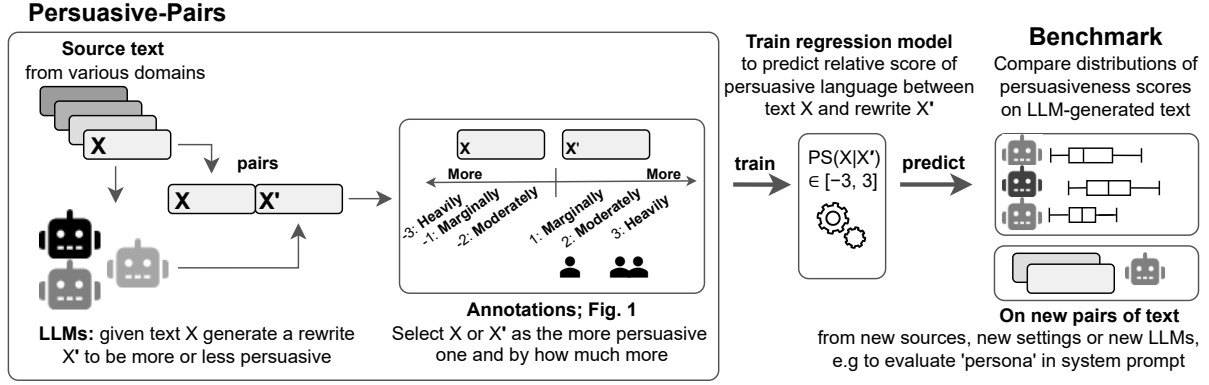 Persuasive-Pairs
Source text
from various domains
X
pairs
X X'
LLMs: given text X generate a rewrite
X' to be more or less persuasive
X X'
More More
-3: Heavily
-1: Marginally
-2: Moderately
1: Marginally
2: Moderately
3: Heavily
Annotations; Fig. 1
Select X or X' as the more persuasive
one and by how much more
Train regression model
to predict relative score of
persuasive language between
text X and rewrite X'
train
PS(X|X')
∈ [−3, 3]
predict
Benchmark
Compare distributions of
persuasiveness scores
on LLM-generated text
On new pairs of text
from new sources, new settings or new LLMs,
e.g to evaluate 'persona' in system prompt